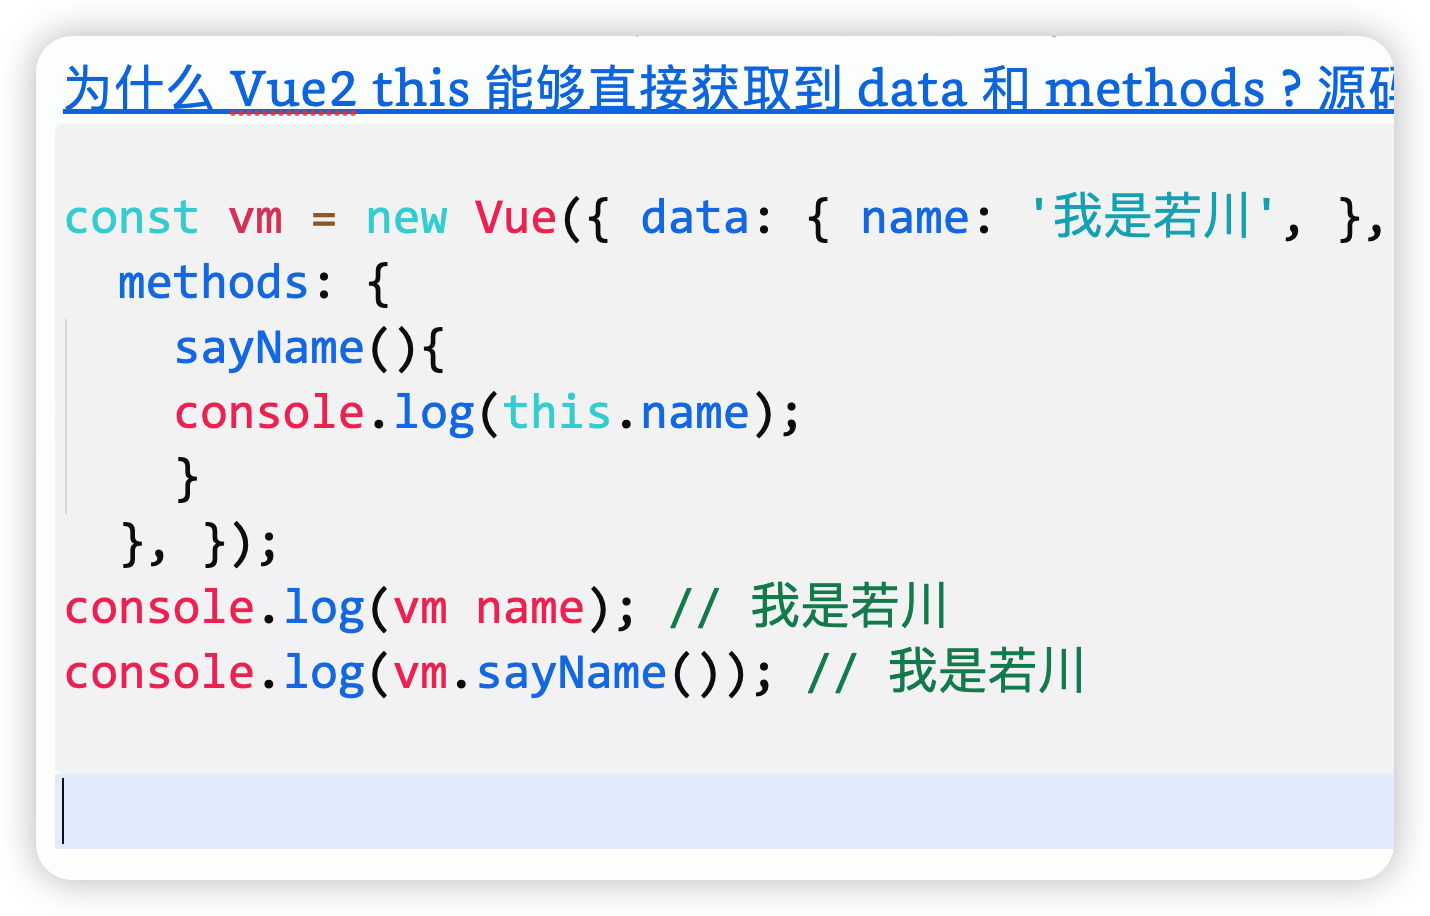 为什么 Vue2 this 能够直接获取到 data 和 methods ? 源码
const vm = new Vue({ data: { name: '我是若川', },
methods: {
sayName(){
console.log(this.name);
}
}, });
console.log(vm name); // 我是若川
console.log(vm.sayName()); // 我是若川